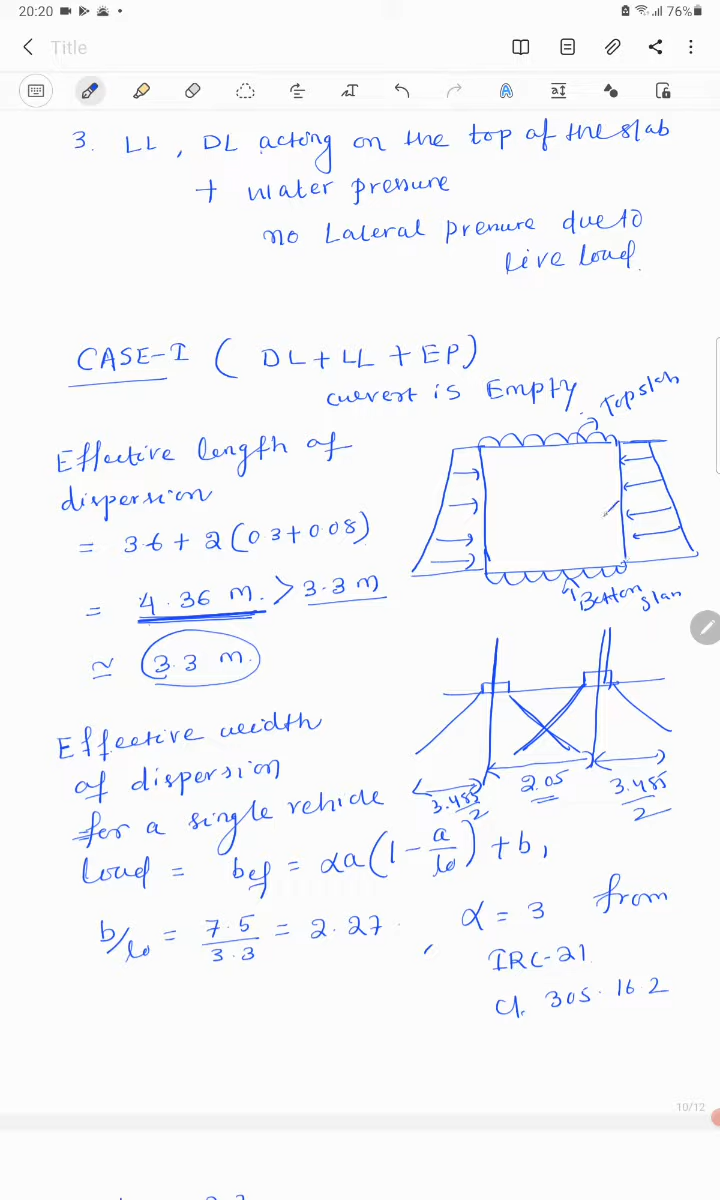 20:20
76%
Title
3. LL, DL acting on the top of the slab
+ water pressure
no Lateral pressure due to
live load.
CASE-I ( DL + LL + EP)
culvert is Empty.
Top slab
Effective length of
dispersion
= 3.6 + 2 (0.3+0.08)
= 4.36 m. > 3.3 m
≃ 3.3 m.
Bottom slab
Effective width
of dispersion
for a single vehicle
load = bef = αa(1 - a/lo) + b,
3.485/2
2.05
3.485/2
b/lo = 7.5/3.3 = 2.27, α = 3 from
IRC-21
cl. 305.16.2
10/12